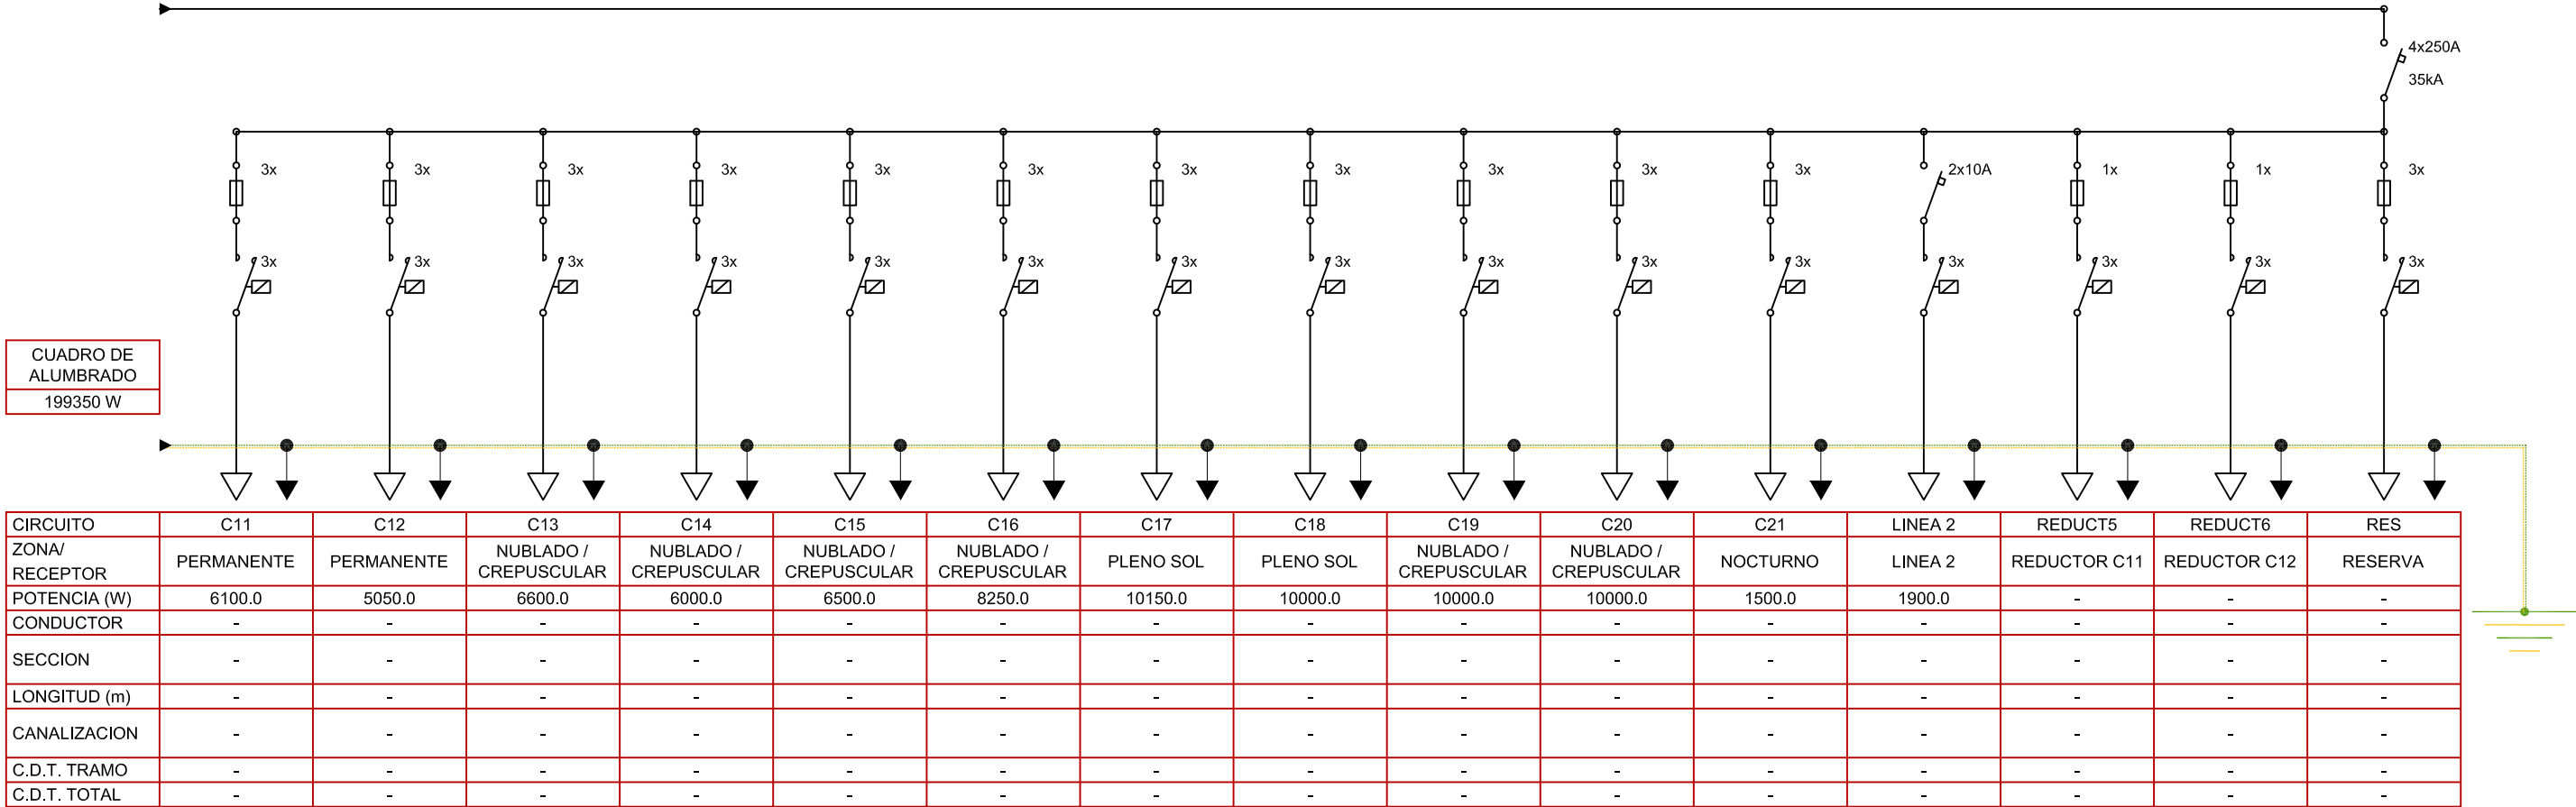 4x250A
35kA
3x 3x 3x 3x 3x 3x 3x 3x 3x 3x 3x 2x10A 1x 1x 3x
3x 3x 3x 3x 3x 3x 3x 3x 3x 3x 3x 3x 3x 3x 3x
CUADRO DE
ALUMBRADO
199350 W
CIRCUITO C11 C12 C13 C14 C15 C16 C17 C18 C19 C20 C21 LINEA 2 REDUCT5 REDUCT6 RES
ZONA/
RECEPTOR
PERMANENTE
PERMANENTE
NUBLADO /
CREPUSCULAR
NUBLADO /
CREPUSCULAR
NUBLADO /
CREPUSCULAR
NUBLADO /
CREPUSCULAR
PLENO SOL
PLENO SOL
NUBLADO /
CREPUSCULAR
NUBLADO /
CREPUSCULAR
NOCTURNO
LINEA 2
REDUCTOR C11
REDUCTOR C12
RESERVA
POTENCIA (W) 6100.0 5050.0 6600.0 6000.0 6500.0 8250.0 10150.0 10000.0 10000.0 10000.0 1500.0 1900.0 - - -
CONDUCTOR - - - - - - - - - - - - - - -
SECCION - - - - - - - - - - - - - - -
LONGITUD (m) - - - - - - - - - - - - - - -
CANALIZACION - - - - - - - - - - - - - - -
C.D.T. TRAMO - - - - - - - - - - - - - - -
C.D.T. TOTAL - - - - - - - - - - - - - - -